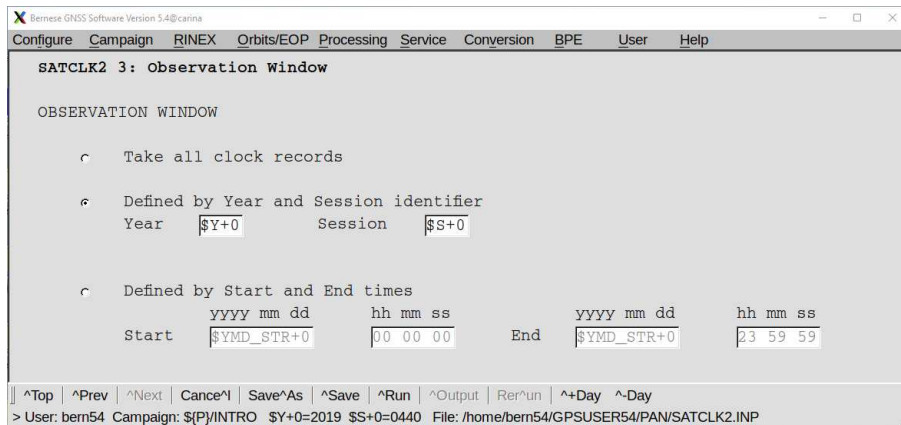 Bernese GNSS Software Version 5.4@carina
Configure Campaign RINEX Orbits/EOP Processing Service Conversion BPE User Help
SATCLK2 3: Observation Window
OBSERVATION WINDOW
Take all clock records
Defined by Year and Session identifier
Year $Y+0 Session $S+0
Defined by Start and End times
yyyy mm dd hh mm ss yyyy mm dd hh mm ss
Start $YMD_STR+0 00 00 00 End $YMD_STR+0 23 59 59
^Top | ^Prev | ^Next | Cance^l | Save^As | ^Save | ^Run | ^Output | Rer^un | ^+Day ^-Day
> User: bern54 Campaign: ${P}/INTRO $Y+0=2019 $S+0=0440 File: /home/bern54/GPSUSER54/PAN/SATCLK2.INP